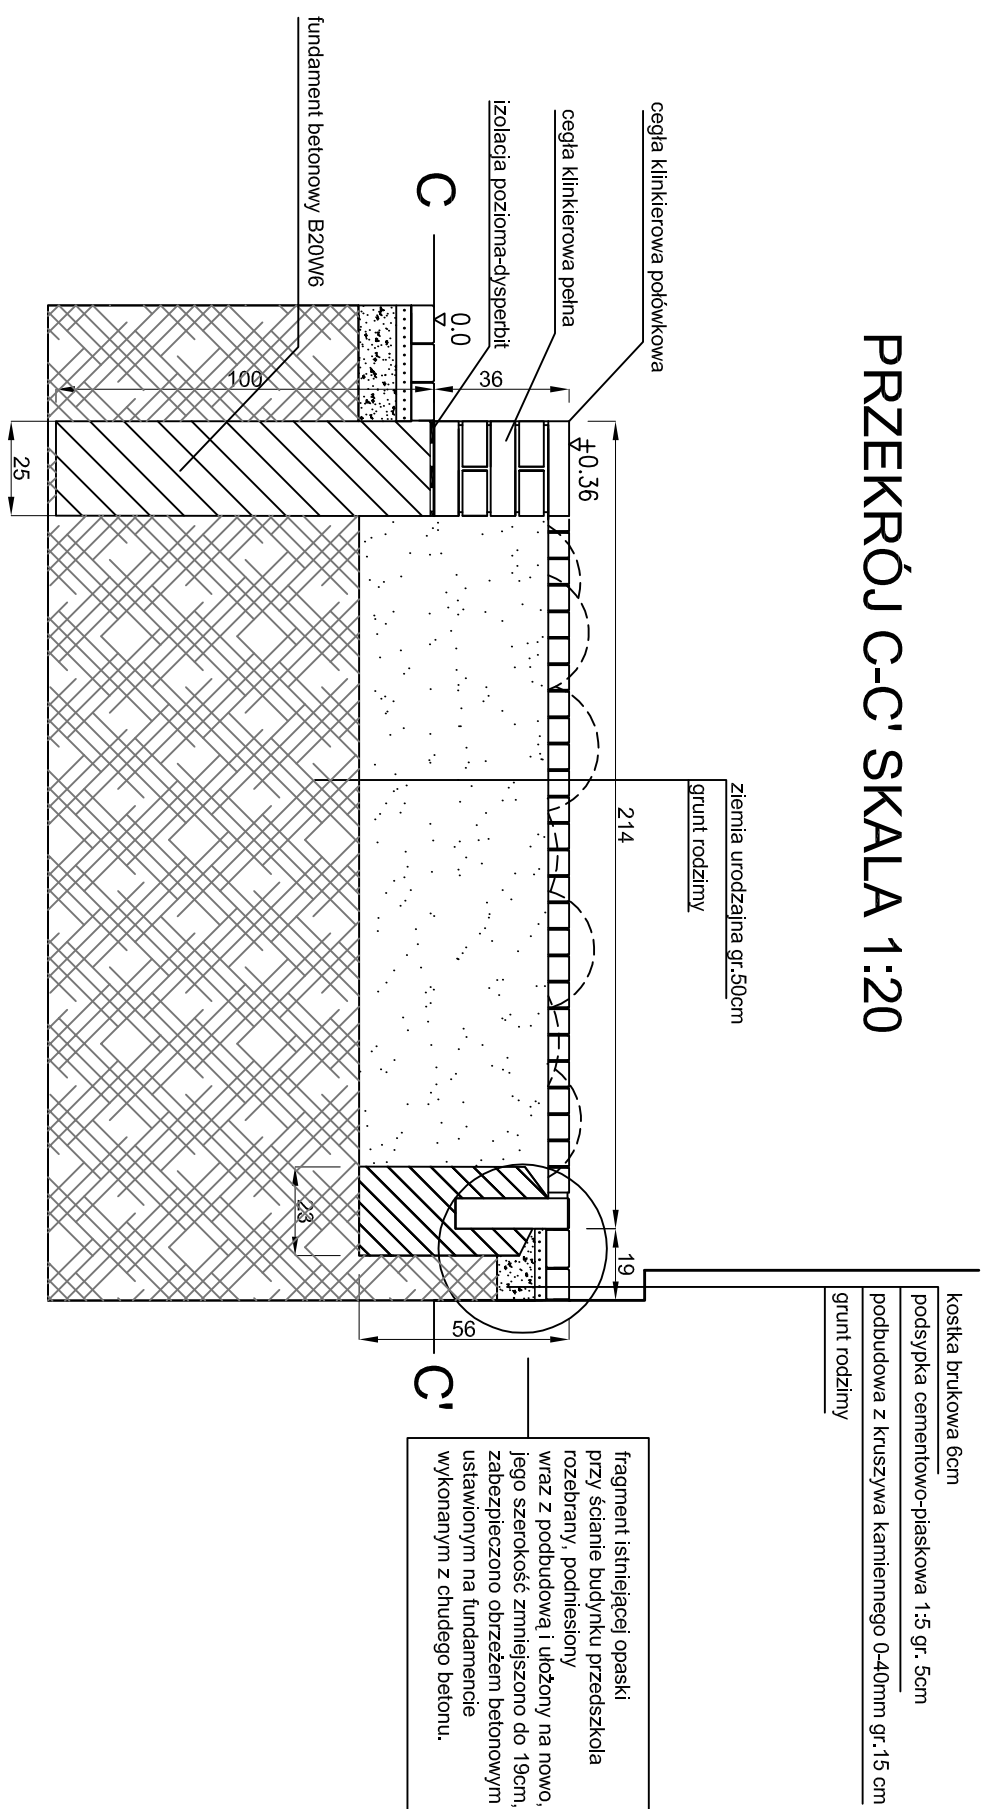 PRZEKRÓJ C-C' SKALA 1:20
kostka brukowa 6cm
podsypka cementowo-piaskowa 1:5 gr. 5cm
podbudowa z kruszywa kamiennego 0-40mm gr.15 cm
grunt rodzimy
ziemia urodzajna gr.50cm
grunt rodzimy
cegła klinkierowa połówkowa
cegła klinkierowa pełna
izolacja pozioma-dysperbit
fundament betonowy B20W6
C
C'
0.0
±0.36
214
19
36
100
25
23
56
fragment istniejącej opaski
przy ścianie budynku przedszkola
rozebrany, podniesiony
wraz z podbudową i ułożony na nowo,
jego szerokość zmniejszono do 19cm,
zabezpieczono obrzeżem betonowym
ustawionym na fundamencie
wykonanym z chudego betonu.